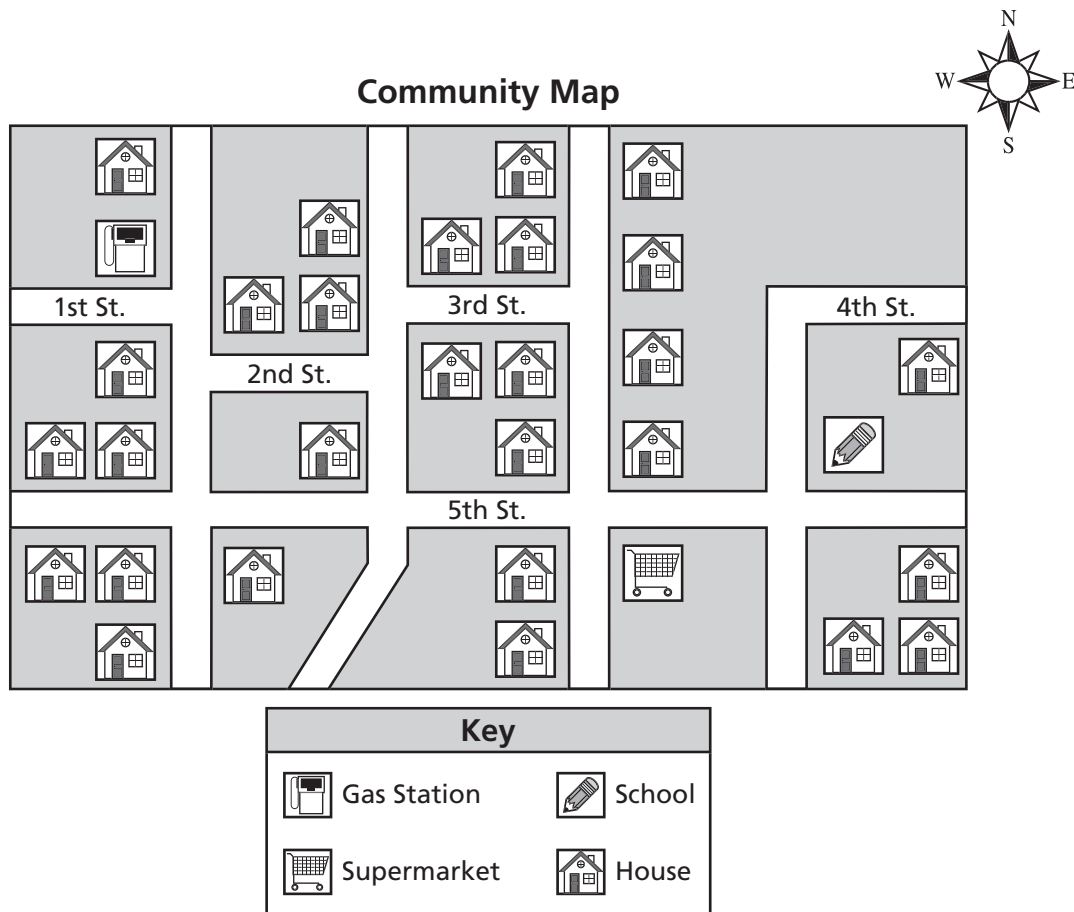 N
W E
S
Community Map
1st St.
3rd St.
4th St.
2nd St.
5th St.
Key
Gas Station
School
Supermarket
House